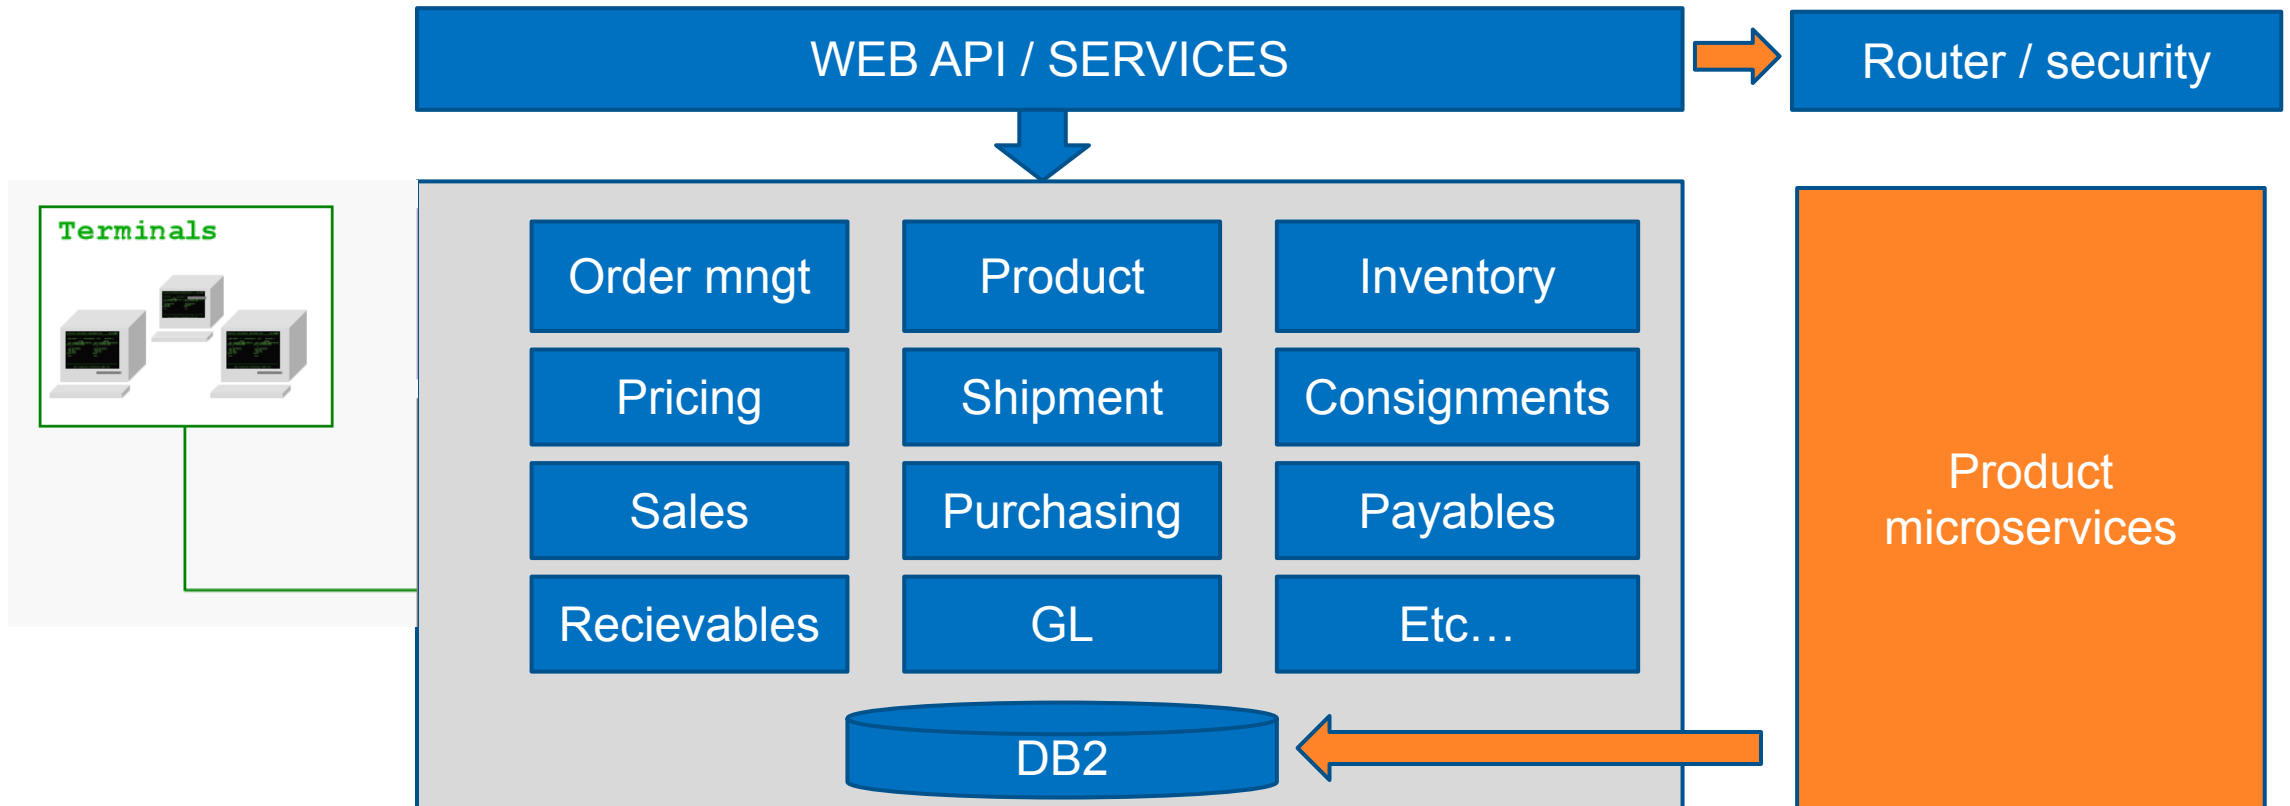 WEB API / SERVICES
Router / security
Terminals
Order mngt
Product
Inventory
Pricing
Shipment
Consignments
Sales
Purchasing
Payables
Recievables
GL
Etc…
DB2
Product
microservices